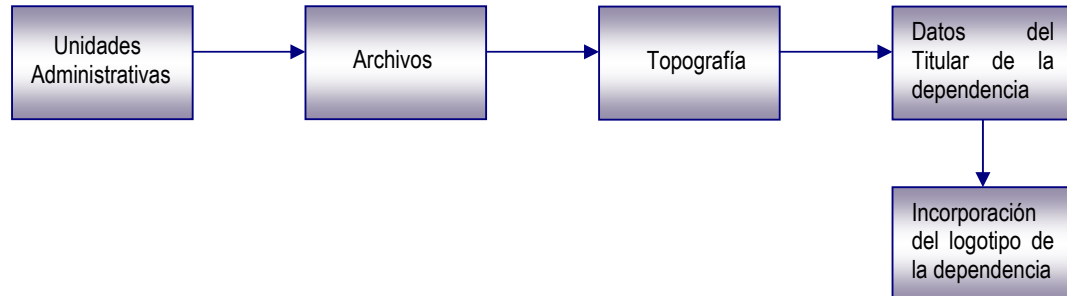 Unidades
Administrativas
Archivos
Topografía
Datos del
Titular de la
dependencia
Incorporación
del logotipo de
la dependencia